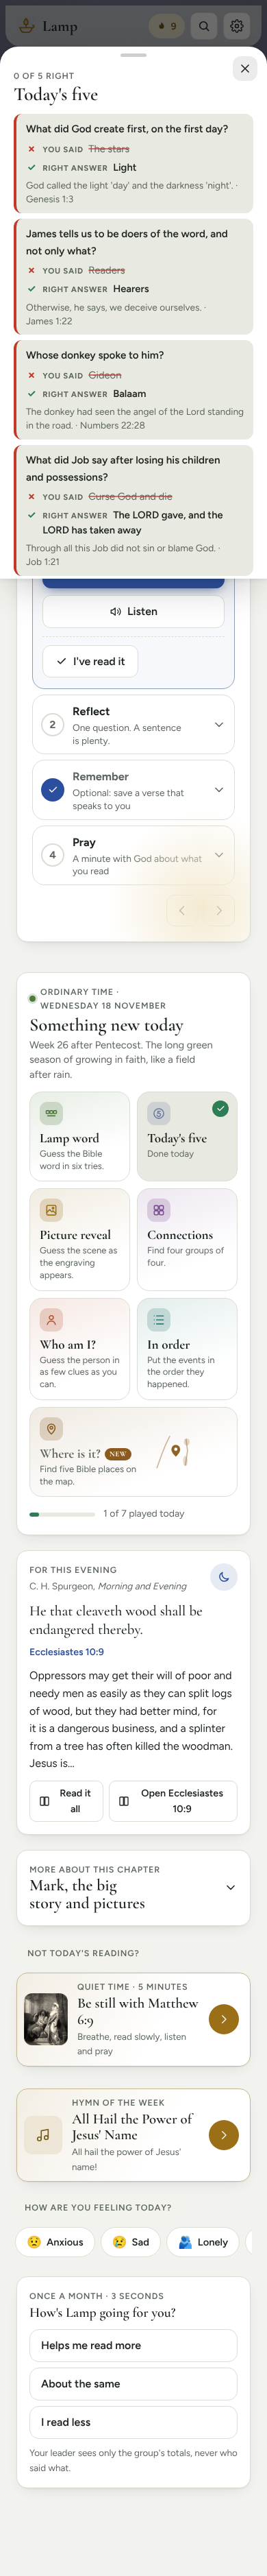 Lamp
9
0 OF 5 RIGHT
Today's five
What did God create first, on the first day?
YOU SAID The stars
RIGHT ANSWER Light
God called the light 'day' and the darkness 'night'. ·
Genesis 1:3
James tells us to be doers of the word, and
not only what?
YOU SAID Readers
RIGHT ANSWER Hearers
Otherwise, he says, we deceive ourselves. ·
James 1:22
Whose donkey spoke to him?
YOU SAID Gideon
RIGHT ANSWER Balaam
The donkey had seen the angel of the Lord standing
in the road. · Numbers 22:28
What did Job say after losing his children
and possessions?
YOU SAID Curse God and die
RIGHT ANSWER The LORD gave, and the
LORD has taken away
Through all this Job did not sin or blame God. ·
Job 1:21
Listen
I've read it
2
Reflect
One question. A sentence
is plenty.
Remember
Optional: save a verse that
speaks to you
4
Pray
A minute with God about what
you read
ORDINARY TIME ·
WEDNESDAY 18 NOVEMBER
Something new today
Week 26 after Pentecost. The long green
season of growing in faith, like a field
after rain.
Lamp word
Guess the Bible
word in six tries.
5
Today's five
Done today
Picture reveal
Guess the scene as
the engraving
appears.
Connections
Find four groups of
four.
Who am I?
Guess the person in
as few clues as you
can.
In order
Put the events in
the order they
happened.
Where is it? NEW
Find five Bible places on
the map.
1 of 7 played today
FOR THIS EVENING
C. H. Spurgeon, Morning and Evening
He that cleaveth wood shall be
endangered thereby.
Ecclesiastes 10:9
Oppressors may get their will of poor and
needy men as easily as they can split logs
of wood, but they had better mind, for
it is a dangerous business, and a splinter
from a tree has often killed the woodman.
Jesus is…
Read it
all
Open Ecclesiastes
10:9
MORE ABOUT THIS CHAPTER
Mark, the big
story and pictures
NOT TODAY'S READING?
QUIET TIME · 5 MINUTES
Be still with Matthew
6:9
Breathe, read slowly, listen
and pray
HYMN OF THE WEEK
All Hail the Power of
Jesus' Name
All hail the power of Jesus'
name!
HOW ARE YOU FEELING TODAY?
Anxious
Sad
Lonely
ONCE A MONTH · 3 SECONDS
How's Lamp going for you?
Helps me read more
About the same
I read less
Your leader sees only the group's totals, never who
said what.